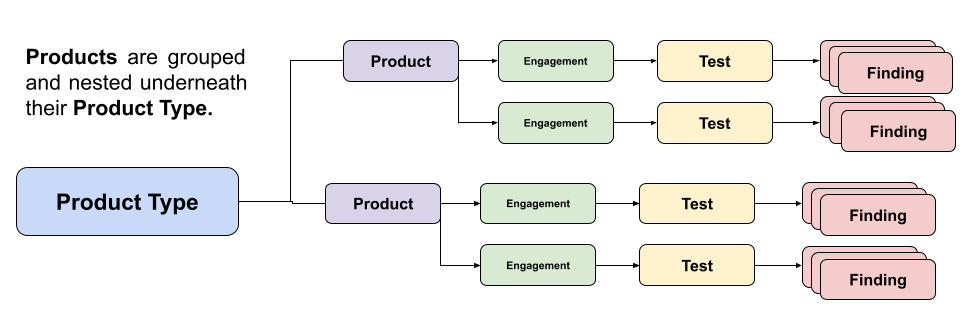 Products are grouped
and nested underneath
their Product Type.
Product Engagement Test Finding
Engagement Test Finding
Product Type
Product Engagement Test Finding
Engagement Test Finding